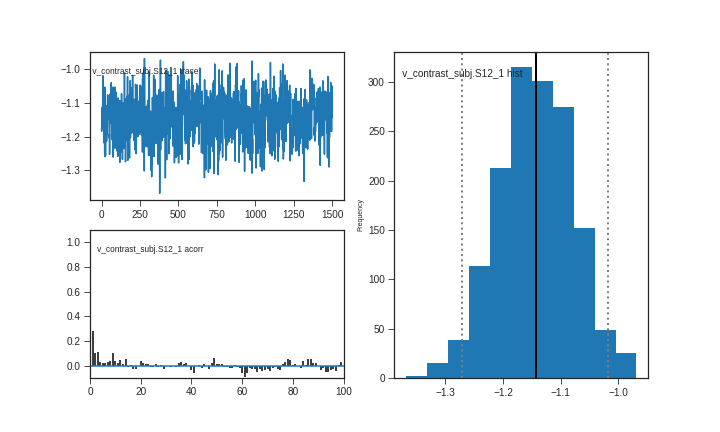 v_contrast_subj.S12_1 trace
−1.0
−1.1
−1.2
−1.3
0 250 500 750 1000 1250 1500
v_contrast_subj.S12_1 acorr
1.0
0.8
0.6
0.4
0.2
0.0
0 20 40 60 80 100
v_contrast_subj.S12_1 hist
Frequency
300
250
200
150
100
50
0
−1.3 −1.2 −1.1 −1.0